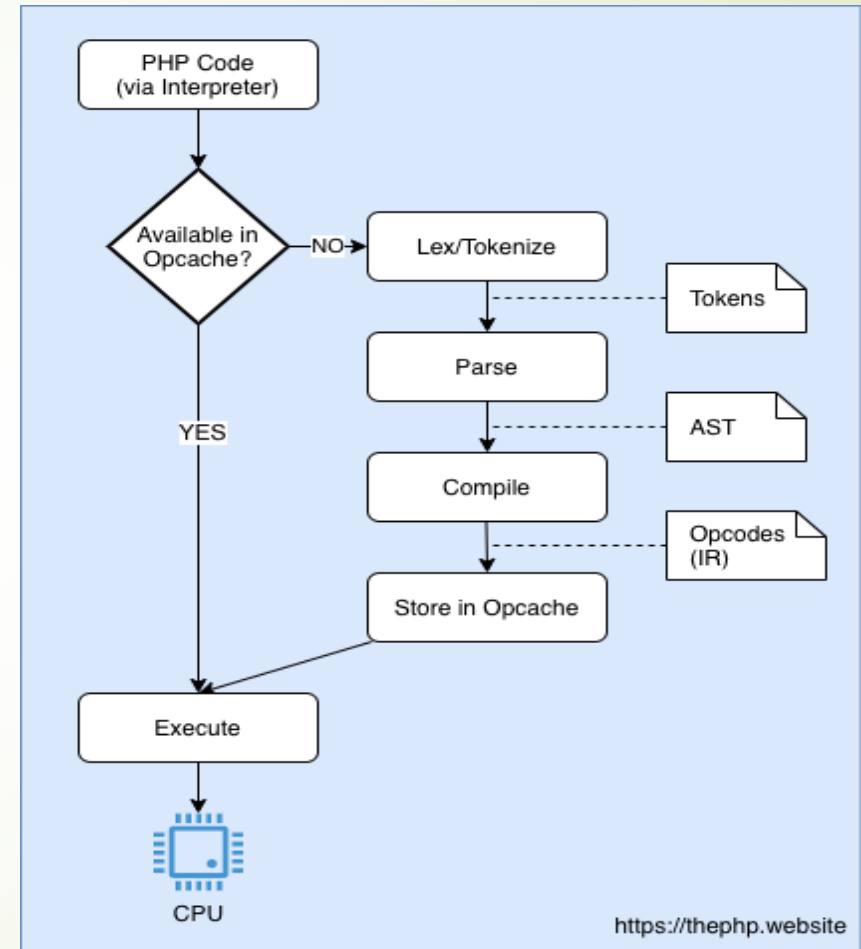 PHP Code
(via Interpreter)
Available in
Opcache?
NO
Lex/Tokenize
Tokens
Parse
YES
AST
Compile
Opcodes
(IR)
Store in Opcache
Execute
CPU
https://thephp.website